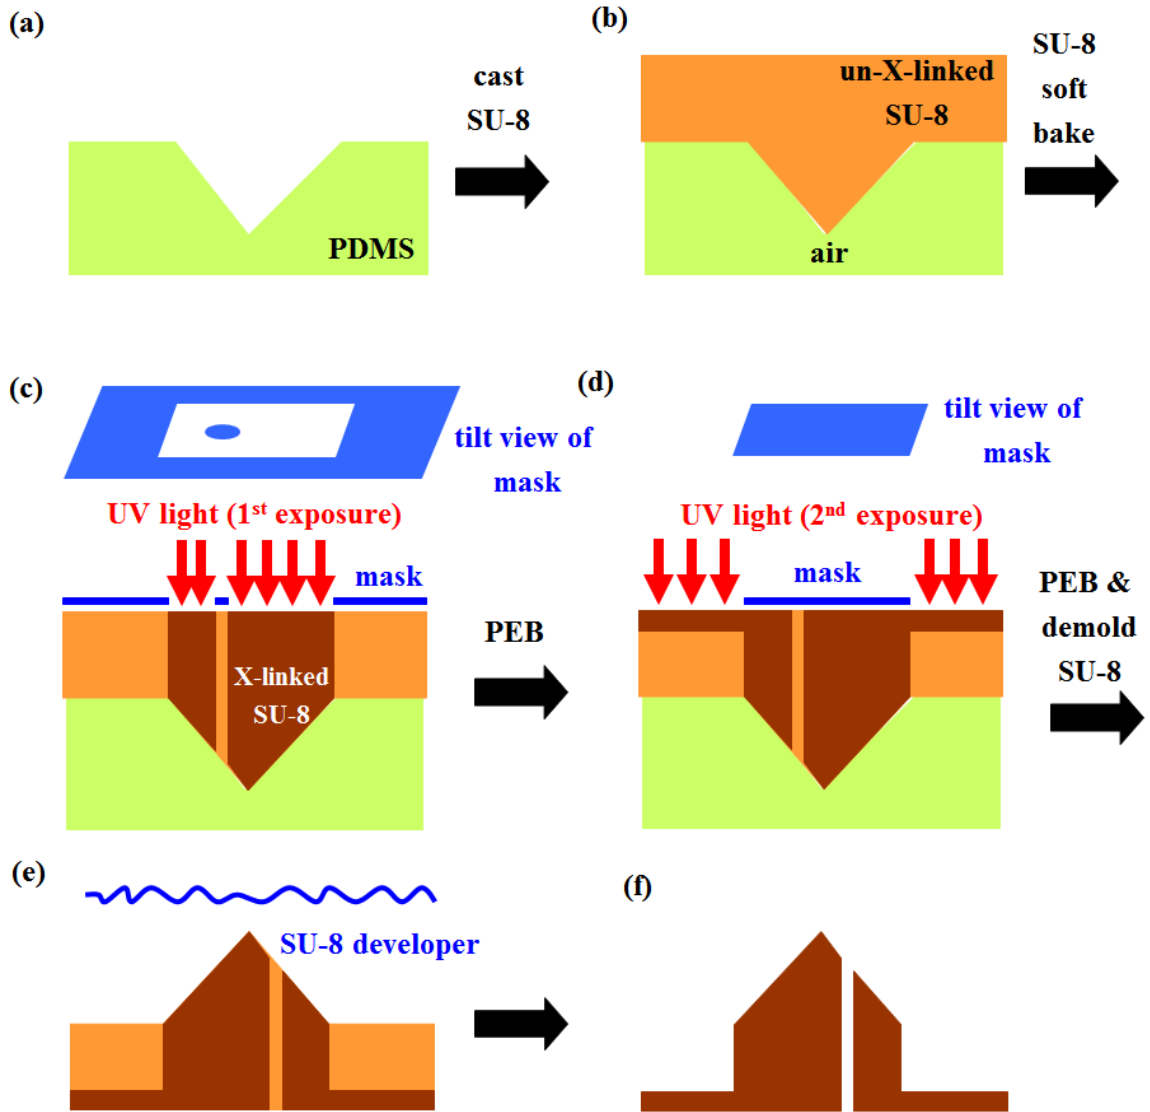 (a)
cast
SU-8
PDMS
(b)
un-X-linked
SU-8
air
SU-8
soft
bake
(c)
tilt view of
mask
UV light (1st exposure)
mask
X-linked
SU-8
PEB
(d)
tilt view of
mask
UV light (2nd exposure)
mask
PEB &
demold
SU-8
(e)
SU-8 developer
(f)